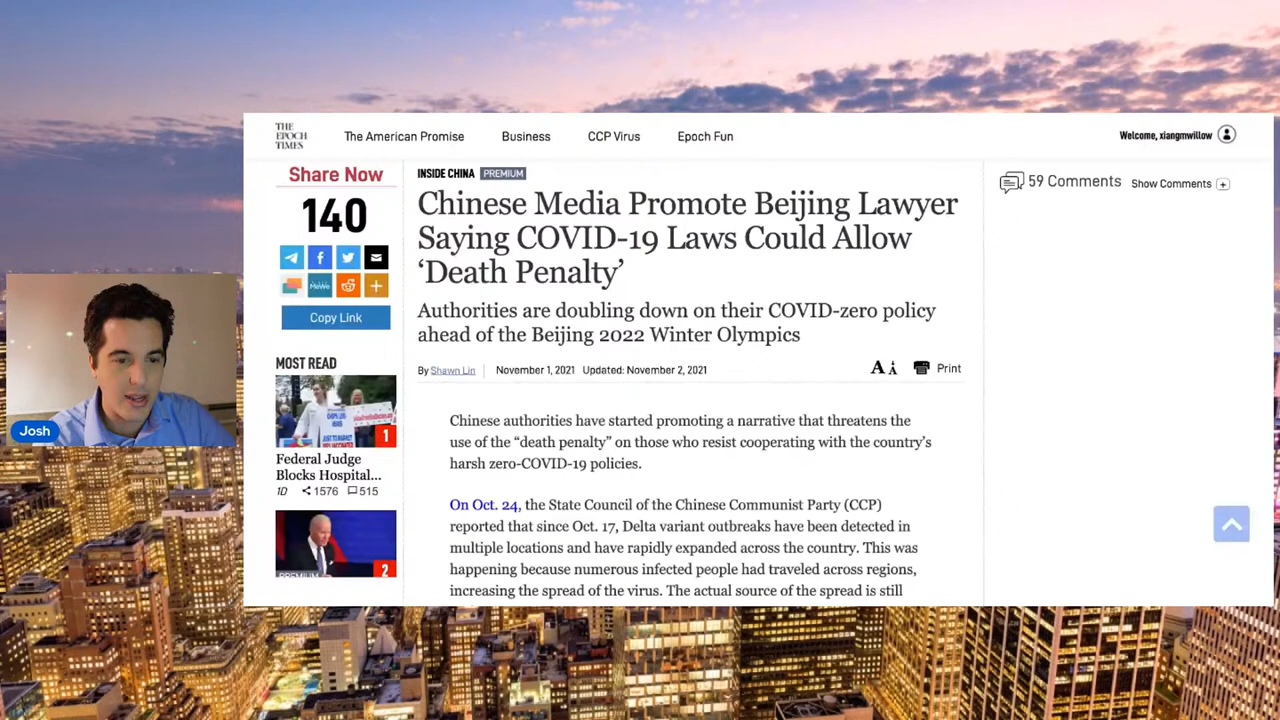 THE
EPOCH
TIMES
The American Promise
Business
CCP Virus
Epoch Fun
Welcome, xiangmwillow
Share Now
140
MeWe
Copy Link
MOST READ
1
Federal Judge
Blocks Hospital...
1D 1576 515
PREMIUM
2
INSIDE CHINA PREMIUM
Chinese Media Promote Beijing Lawyer
Saying COVID-19 Laws Could Allow
‘Death Penalty’
Authorities are doubling down on their COVID-zero policy
ahead of the Beijing 2022 Winter Olympics
By Shawn Lin November 1, 2021 Updated: November 2, 2021
A A Print
Chinese authorities have started promoting a narrative that threatens the
use of the “death penalty” on those who resist cooperating with the country’s
harsh zero-COVID-19 policies.
On Oct. 24, the State Council of the Chinese Communist Party (CCP)
reported that since Oct. 17, Delta variant outbreaks have been detected in
multiple locations and have rapidly expanded across the country. This was
happening because numerous infected people had traveled across regions,
increasing the spread of the virus. The actual source of the spread is still
59 Comments Show Comments +
Josh